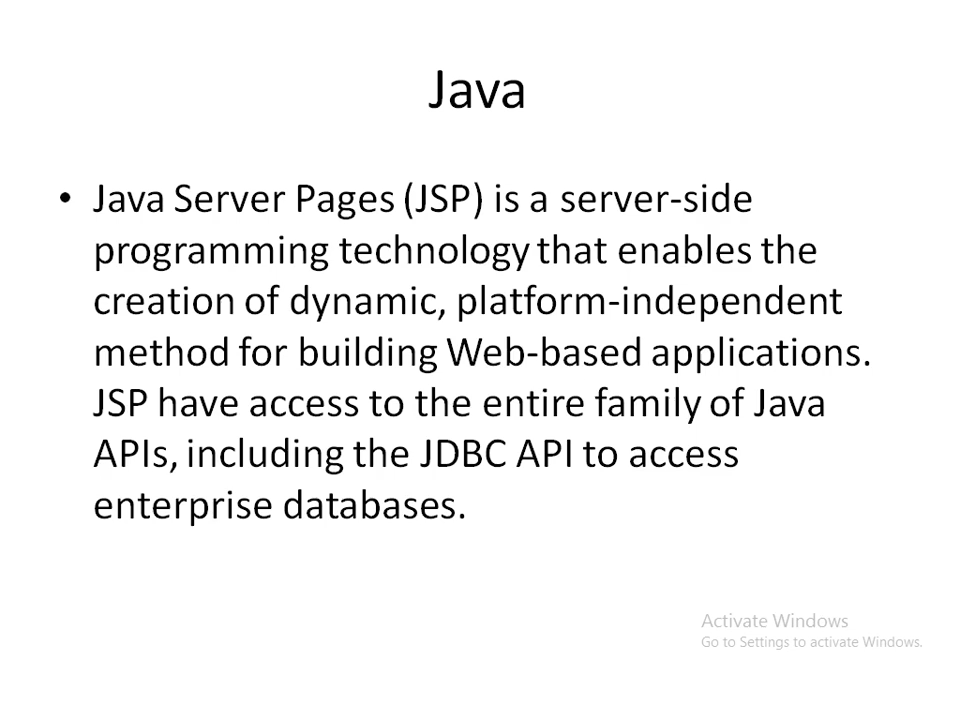 Java
• Java Server Pages (JSP) is a server-side
programming technology that enables the
creation of dynamic, platform-independent
method for building Web-based applications.
JSP have access to the entire family of Java
APIs, including the JDBC API to access
enterprise databases.
Activate Windows
Go to Settings to activate Windows.